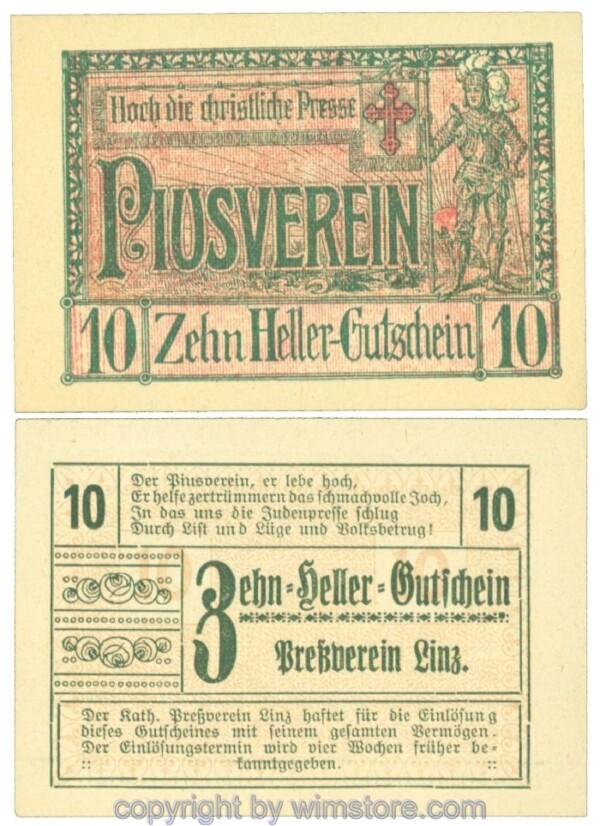 Hoch die christliche Presse
PIUSVEREIN
10 Zehn Heller-Gutschein 10
10
Der Piusverein, er lebe hoch,
Er helfe zertrümmern das schmachvolle Joch,
In das uns die Judenpresse schlug
Durch List und Lüge und Volksbetrug!
10
Zehn-Heller-Gutschein
Preßverein Linz.
Der Kath. Preßverein Linz haftet für die Einlösung
dieses Gutscheines mit seinem gesamten Vermögen.
Der Einlösungstermin wird vier Wochen früher be-
:: kanntgegeben. ::
copyright by wimstore.com